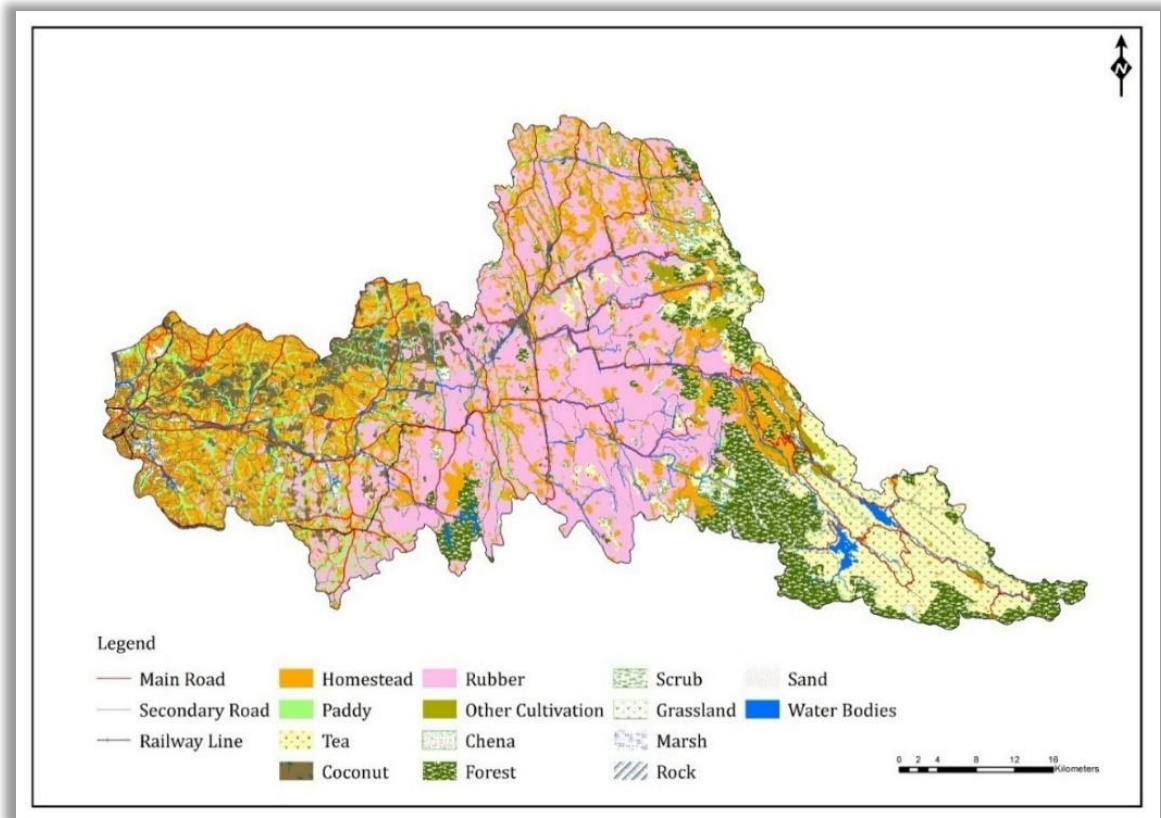 N
Legend
Main Road
Secondary Road
Railway Line
Homestead
Paddy
Tea
Coconut
Rubber
Other Cultivation
Chena
Forest
Scrub
Grassland
Marsh
Rock
Sand
Water Bodies
0 2 4 8 12 16
Kilometers